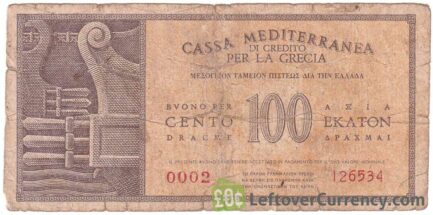 CASSA MEDITERRANEA
DI CREDITO
PER LA GRECIA
ΜΕΣΟΓΕΙΟΝ ΤΑΜΕΙΟΝ ΠΙΣΤΕΩΣ ΔΙΑ ΤΗΝ ΕΛΛΑΔΑ
BVONO PER 100 ΑΞΙΑ
CENTO ΕΚΑΤΟΝ
DRACME ΔΡΑΧΜΑΙ
0002 126534
LeftoverCurrency.com